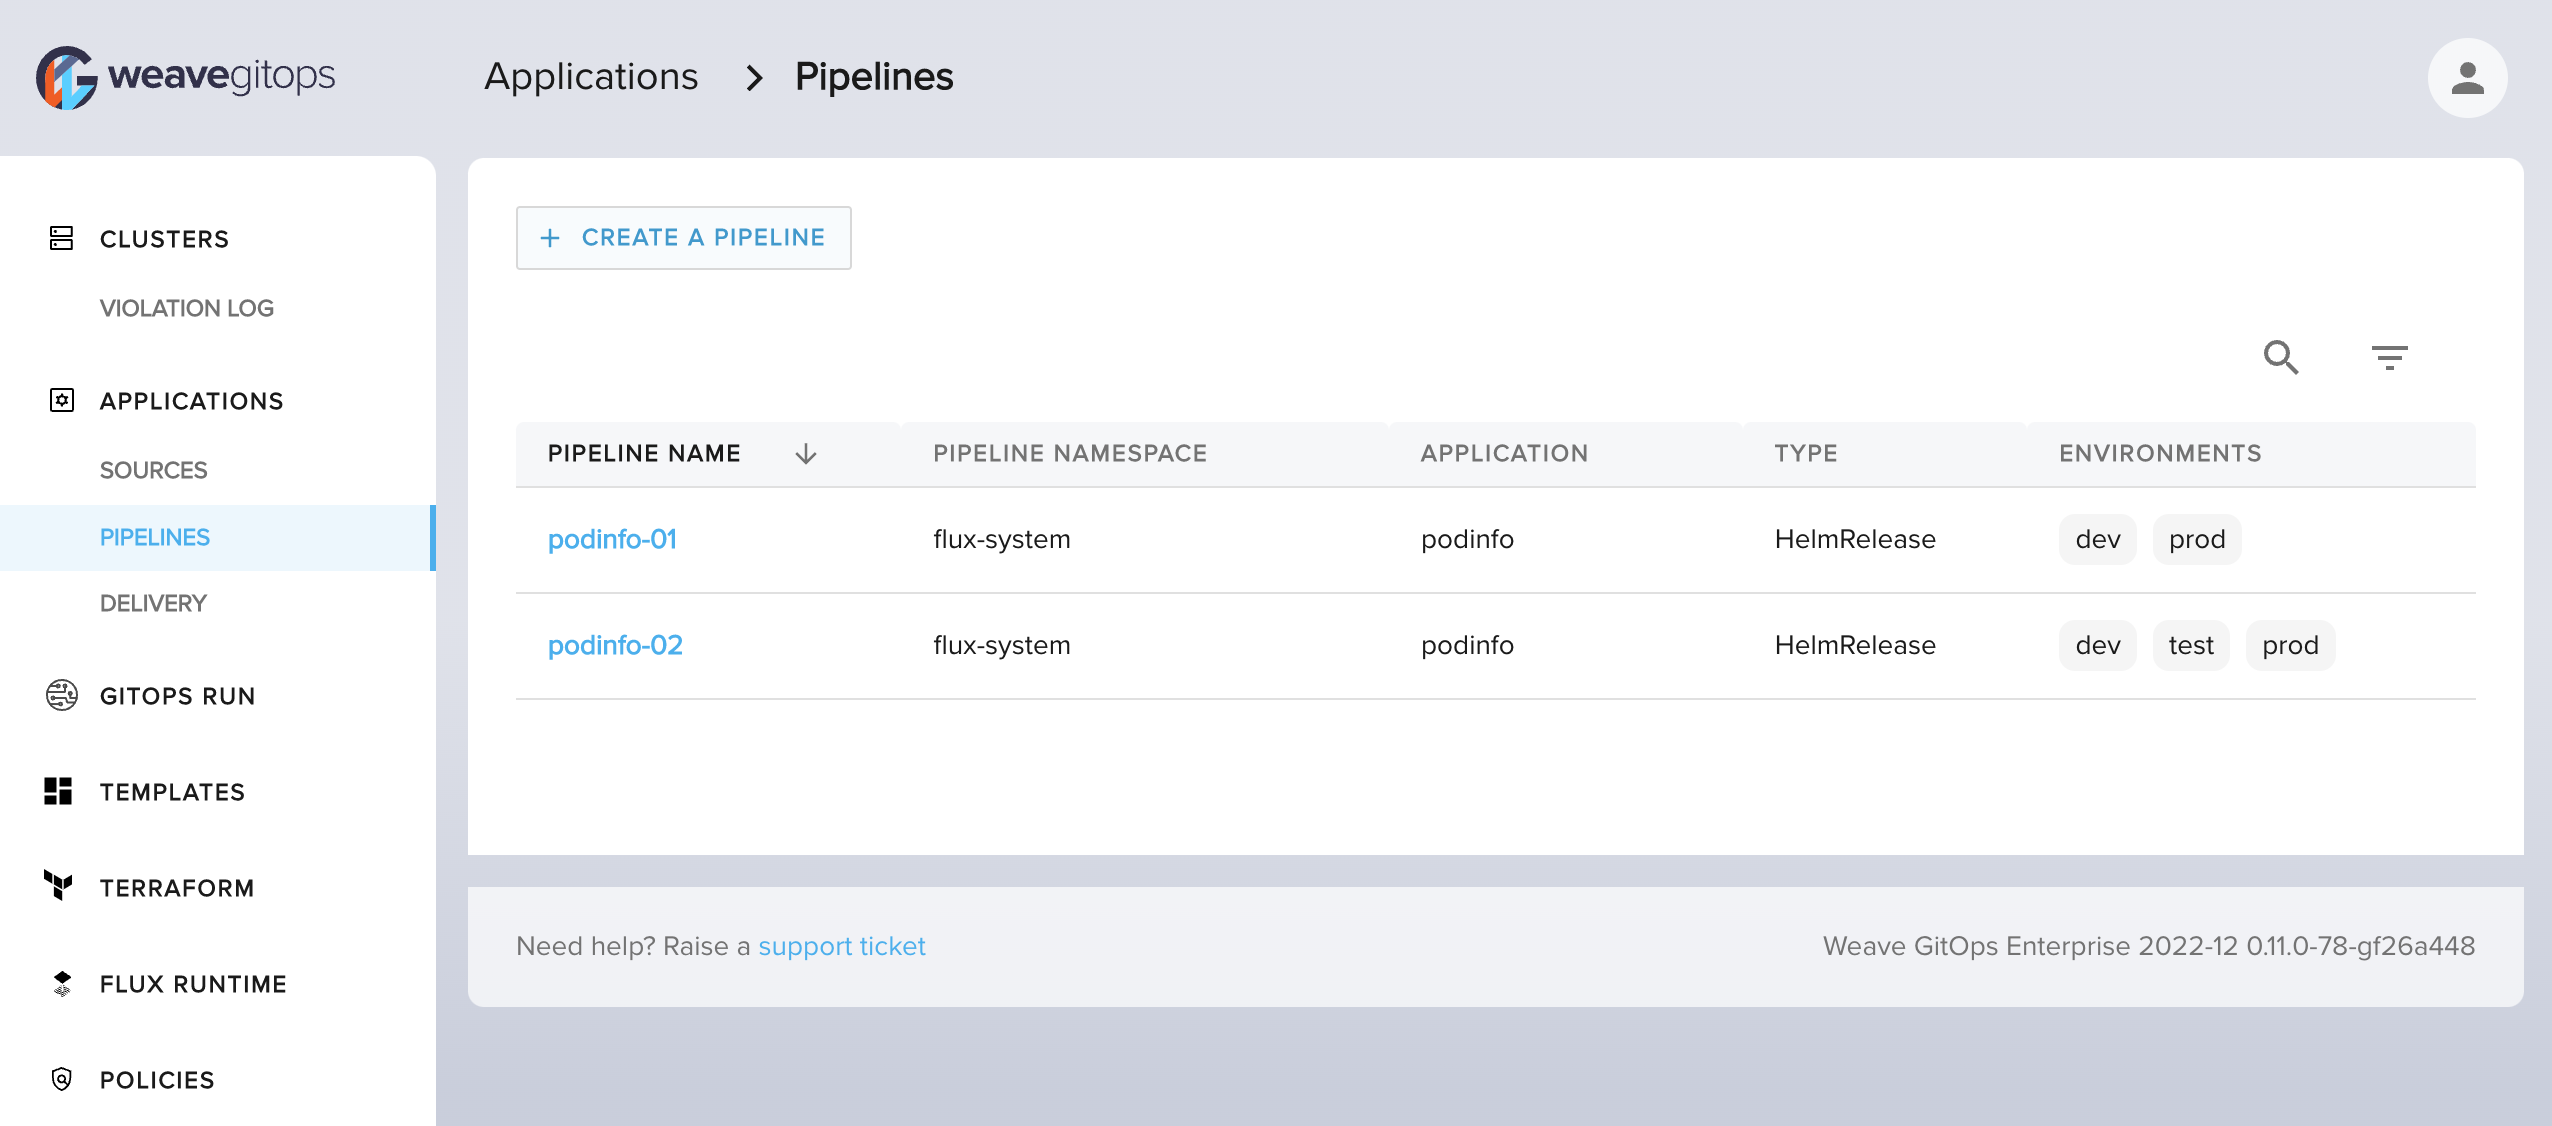 weavegitops
Applications > Pipelines
CLUSTERS
VIOLATION LOG
APPLICATIONS
SOURCES
PIPELINES
DELIVERY
GITOPS RUN
TEMPLATES
TERRAFORM
FLUX RUNTIME
POLICIES
+ CREATE A PIPELINE
PIPELINE NAME PIPELINE NAMESPACE APPLICATION TYPE ENVIRONMENTS
podinfo-01 flux-system podinfo HelmRelease dev prod
podinfo-02 flux-system podinfo HelmRelease dev test prod
Need help? Raise a support ticket
Weave GitOps Enterprise 2022-12 0.11.0-78-gf26a448